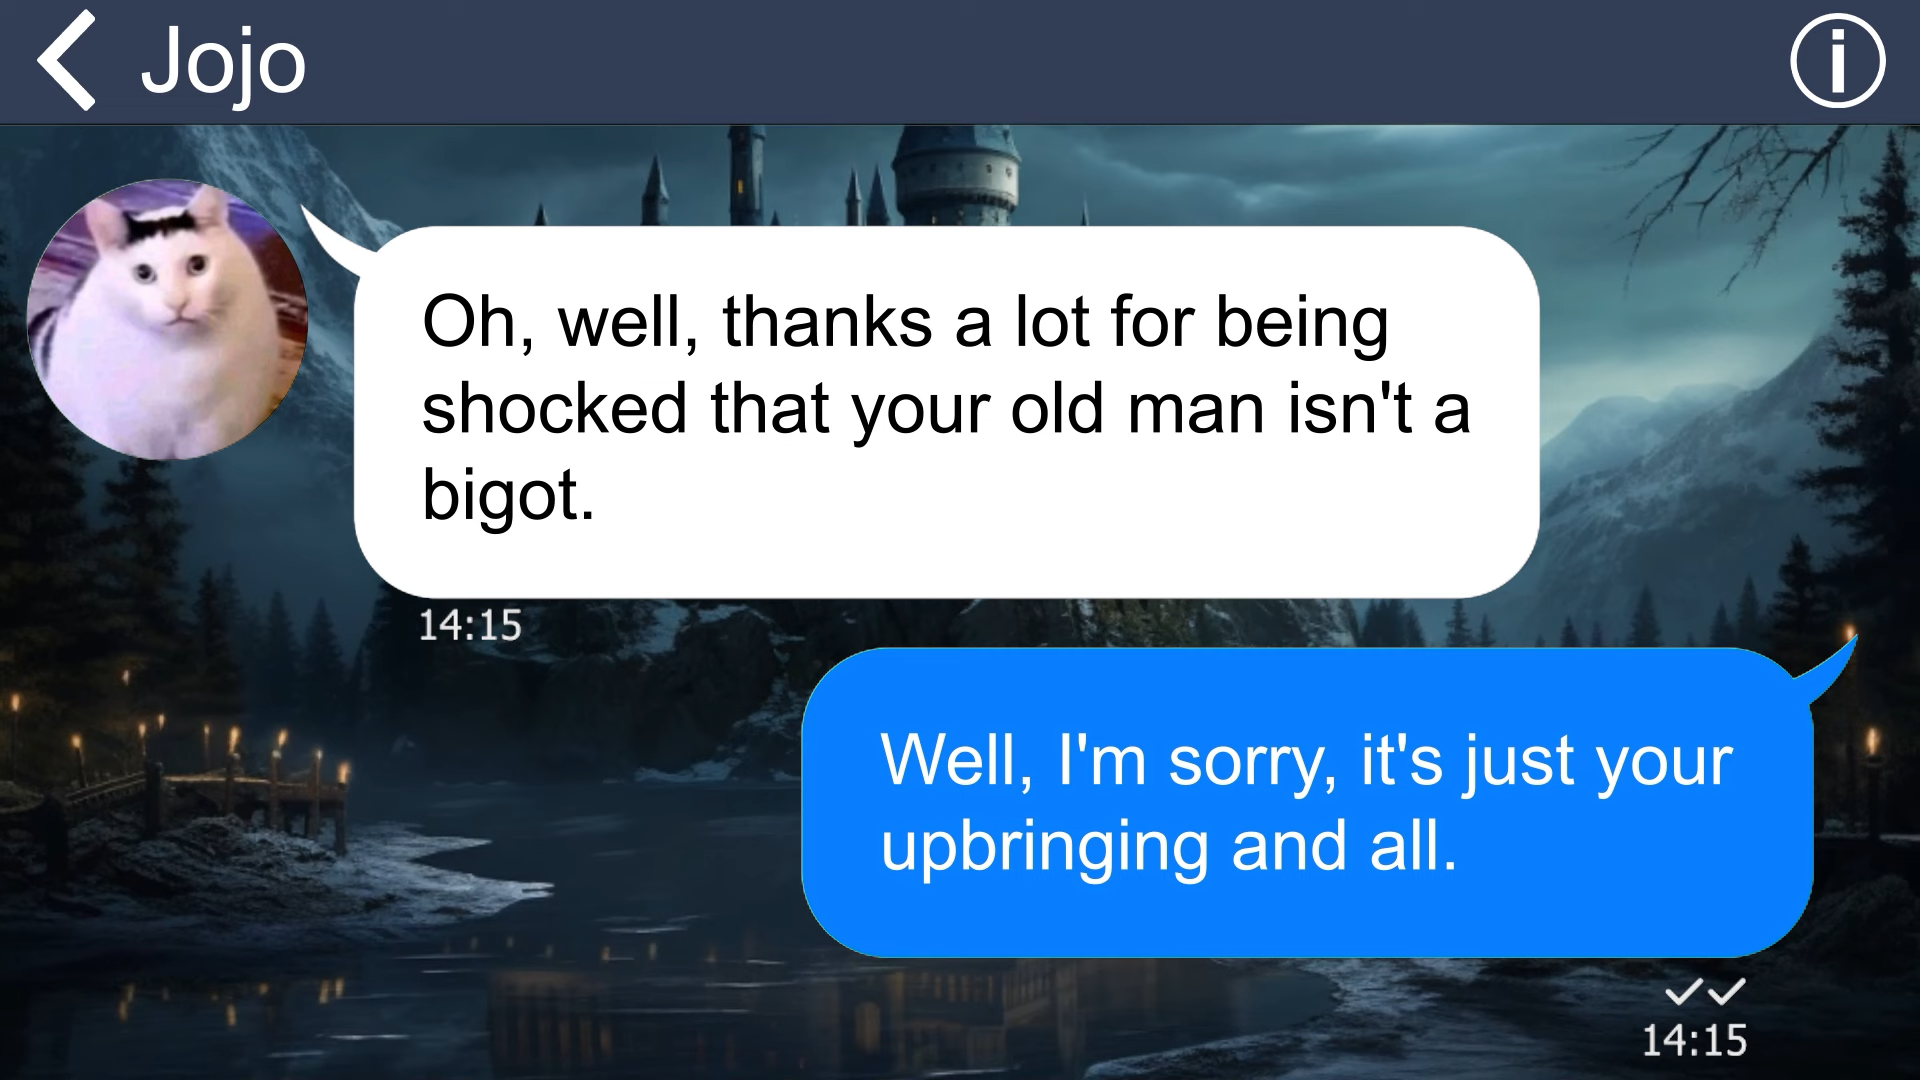 Jojo
Oh, well, thanks a lot for being
shocked that your old man isn't a
bigot.
14:15
Well, I'm sorry, it's just your
upbringing and all.
14:15